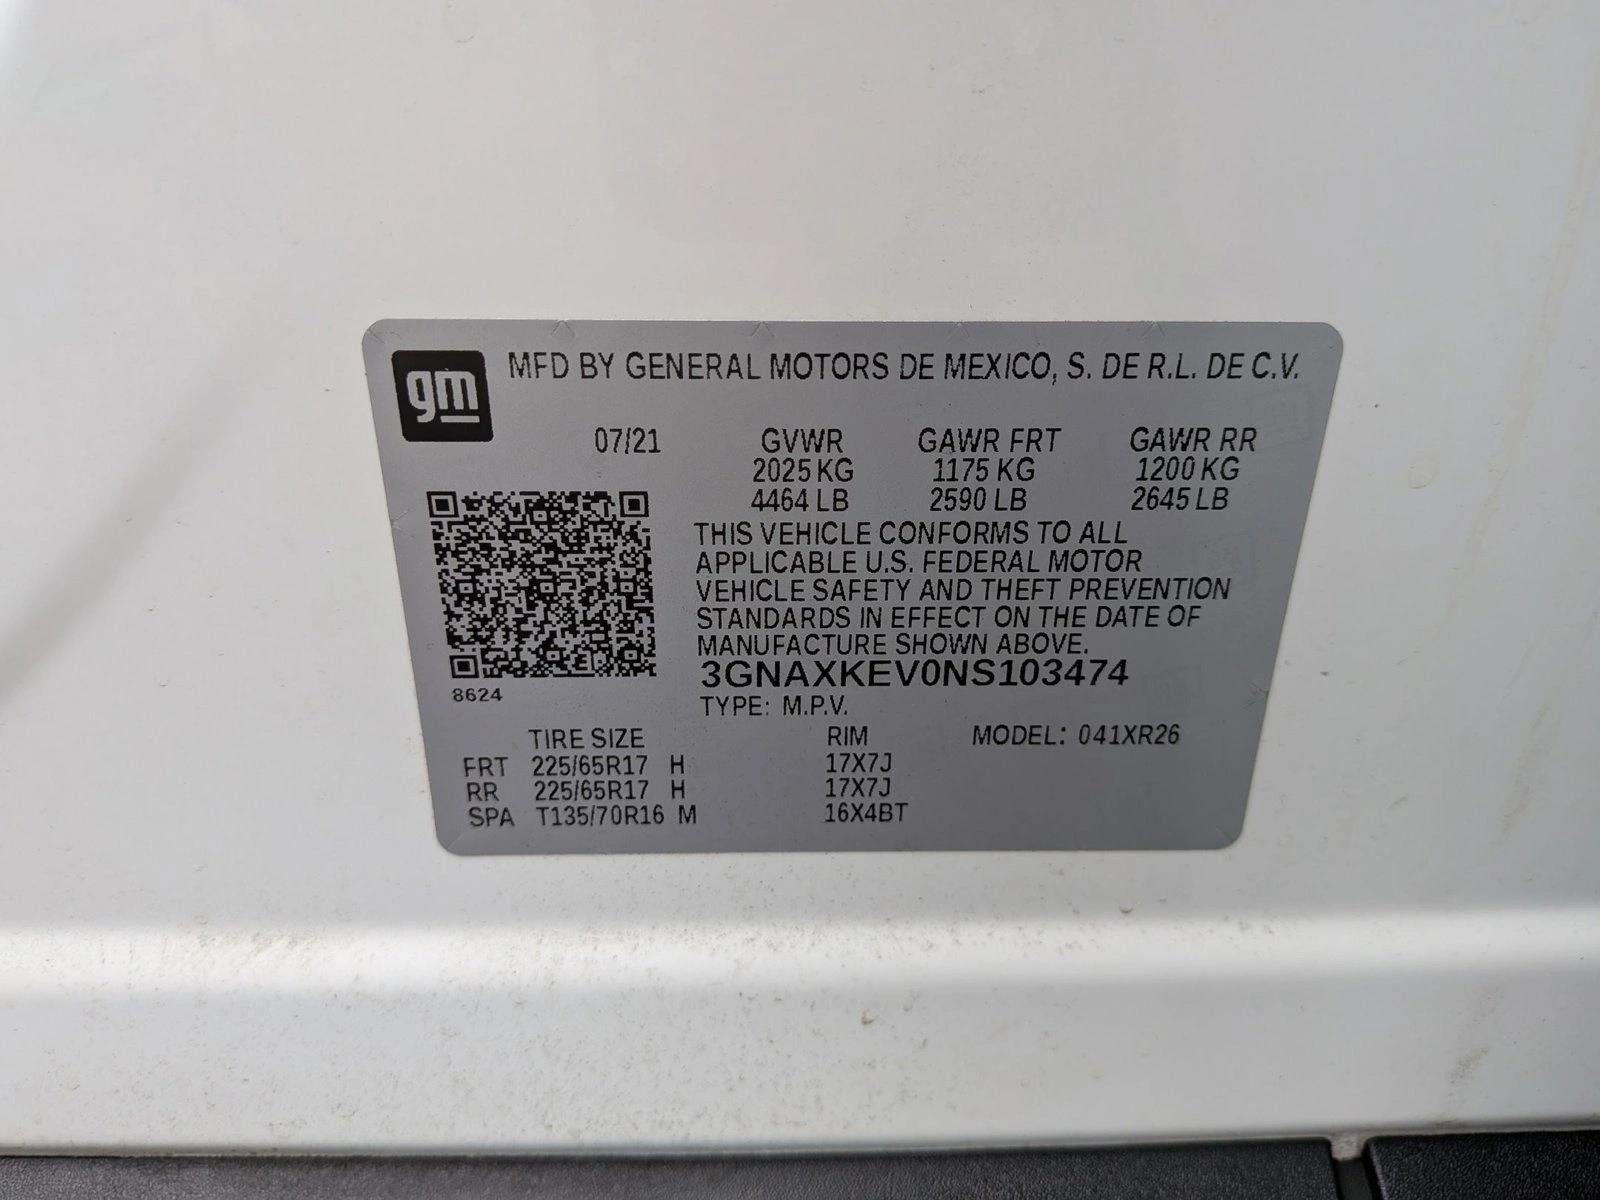 gm MFD BY GENERAL MOTORS DE MEXICO, S. DE R.L. DE C.V.
07/21 GVWR GAWR FRT GAWR RR
2025 KG 1175 KG 1200 KG
4464 LB 2590 LB 2645 LB
THIS VEHICLE CONFORMS TO ALL
APPLICABLE U.S. FEDERAL MOTOR
VEHICLE SAFETY AND THEFT PREVENTION
STANDARDS IN EFFECT ON THE DATE OF
MANUFACTURE SHOWN ABOVE.
3GNAXKEV0NS103474
8624
TYPE: M.P.V.
TIRE SIZE RIM MODEL: 041XR26
FRT 225/65R17 H 17X7J
RR 225/65R17 H 17X7J
SPA T135/70R16 M 16X4BT